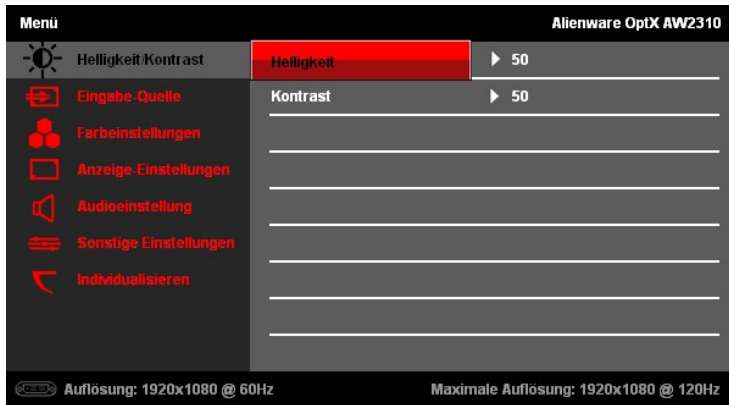 Menü Alienware OptX AW2310
Helligkeit/Kontrast Helligkeit 50
Eingabe-Quelle Kontrast 50
Farbeinstellungen
Anzeige-Einstellungen
Audioeinstellung
Sonstige Einstellungen
Individualisieren
Auflösung: 1920x1080 @ 60Hz Maximale Auflösung: 1920x1080 @ 120Hz